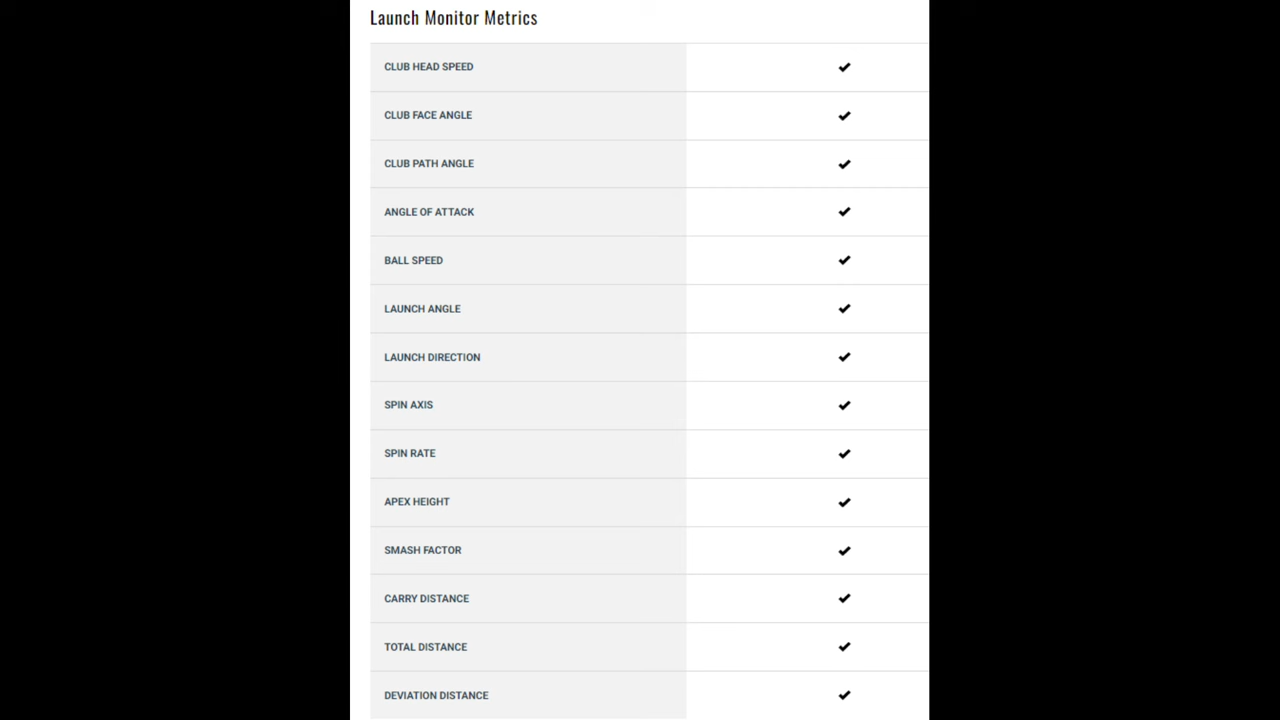 Launch Monitor Metrics
CLUB HEAD SPEED ✔
CLUB FACE ANGLE ✔
CLUB PATH ANGLE ✔
ANGLE OF ATTACK ✔
BALL SPEED ✔
LAUNCH ANGLE ✔
LAUNCH DIRECTION ✔
SPIN AXIS ✔
SPIN RATE ✔
APEX HEIGHT ✔
SMASH FACTOR ✔
CARRY DISTANCE ✔
TOTAL DISTANCE ✔
DEVIATION DISTANCE ✔